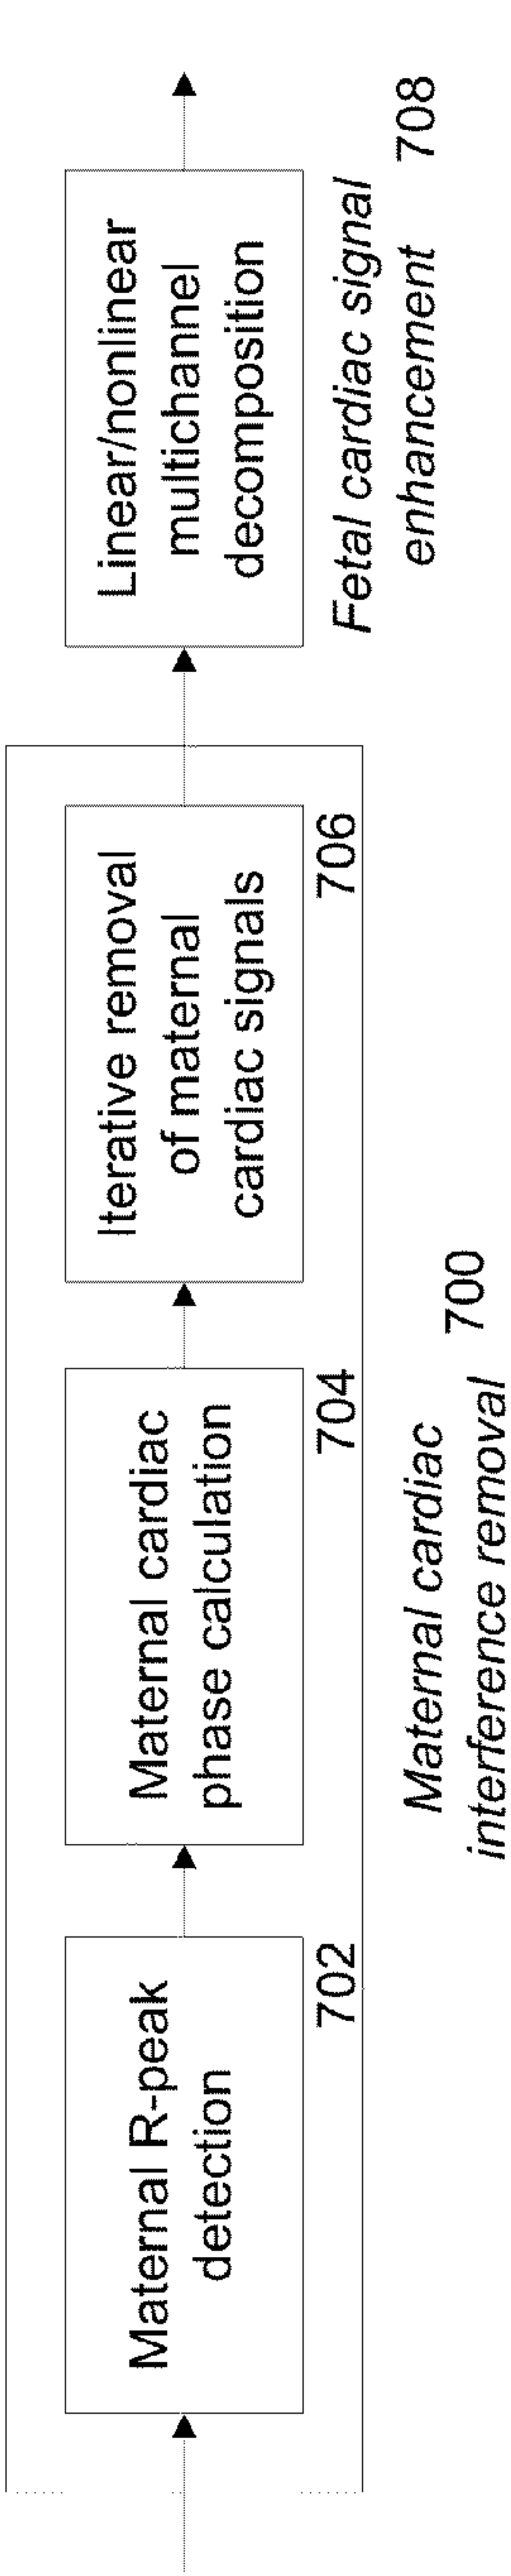 Maternal R-peak
detection
702
Maternal cardiac
phase calculation
704
Iterative removal
of maternal
cardiac signals
706
Maternal cardiac
interference removal
700
Linear/nonlinear
multichannel
decomposition
Fetal cardiac signal
enhancement
708